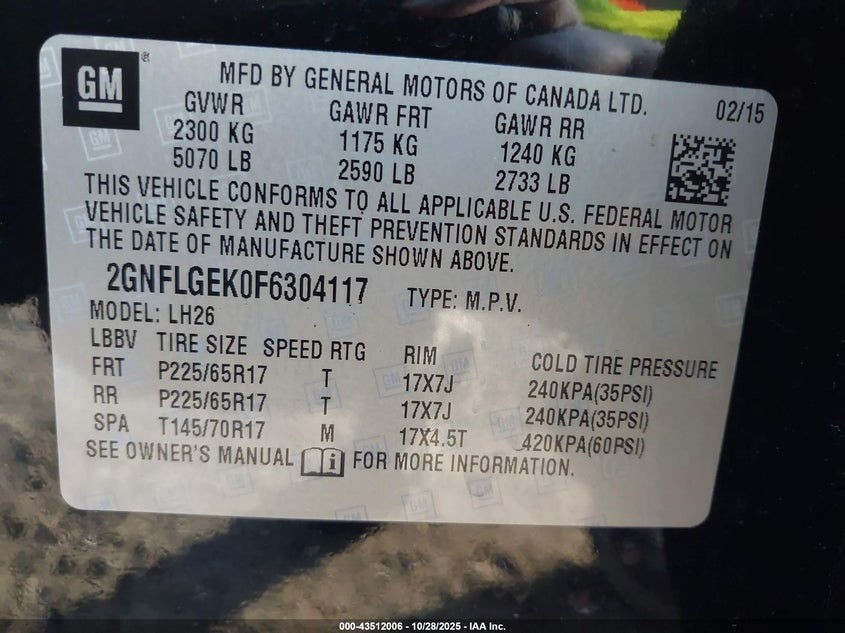 GM
MFD BY GENERAL MOTORS OF CANADA LTD. 02/15
GVWR GAWR FRT GAWR RR
2300 KG 1175 KG 1240 KG
5070 LB 2590 LB 2733 LB
THIS VEHICLE CONFORMS TO ALL APPLICABLE U.S. FEDERAL MOTOR
VEHICLE SAFETY AND THEFT PREVENTION STANDARDS IN EFFECT ON
THE DATE OF MANUFACTURE SHOWN ABOVE.
2GNFLGEK0F6304117 TYPE: M.P.V.
MODEL: LH26
LBBV TIRE SIZE SPEED RTG RIM COLD TIRE PRESSURE
FRT P225/65R17 T 17X7J 240KPA(35PSI)
RR P225/65R17 T 17X7J 240KPA(35PSI)
SPA T145/70R17 M 17X4.5T 420KPA(60PSI)
SEE OWNER'S MANUAL FOR MORE INFORMATION.
000-43512006 - 10/28/2025 - IAA Inc.